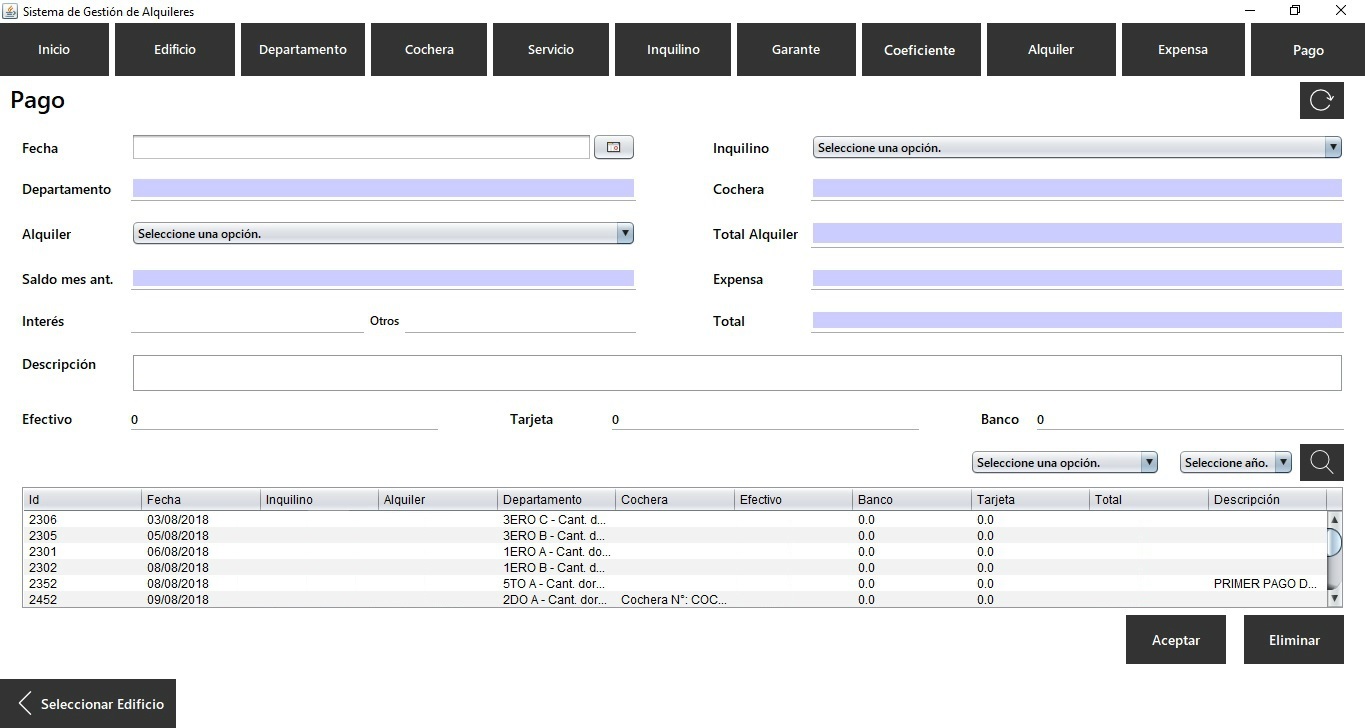 Sistema de Gestión de Alquileres
Inicio Edificio Departamento Cochera Servicio Inquilino Garante Coeficiente Alquiler Expensa Pago
Pago
Fecha Inquilino Seleccione una opción.
Departamento Cochera
Alquiler Seleccione una opción. Total Alquiler
Saldo mes ant. Expensa
Interés Otros Total
Descripción
Efectivo 0 Tarjeta 0 Banco 0
Seleccione una opción. Seleccione año.
Id Fecha Inquilino Alquiler Departamento Cochera Efectivo Banco Tarjeta Total Descripción
2306 03/08/2018 3ERO C - Cant. d... 0.0 0.0
2305 05/08/2018 3ERO B - Cant. d... 0.0 0.0
2301 06/08/2018 1ERO A - Cant. do... 0.0 0.0
2302 08/08/2018 1ERO B - Cant. d... 0.0 0.0
2352 08/08/2018 5TO A - Cant. dor... 0.0 0.0 PRIMER PAGO D...
2452 09/08/2018 2DO A - Cant. dor... Cochera N°: COC... 0.0 0.0
Aceptar Eliminar
Seleccionar Edificio